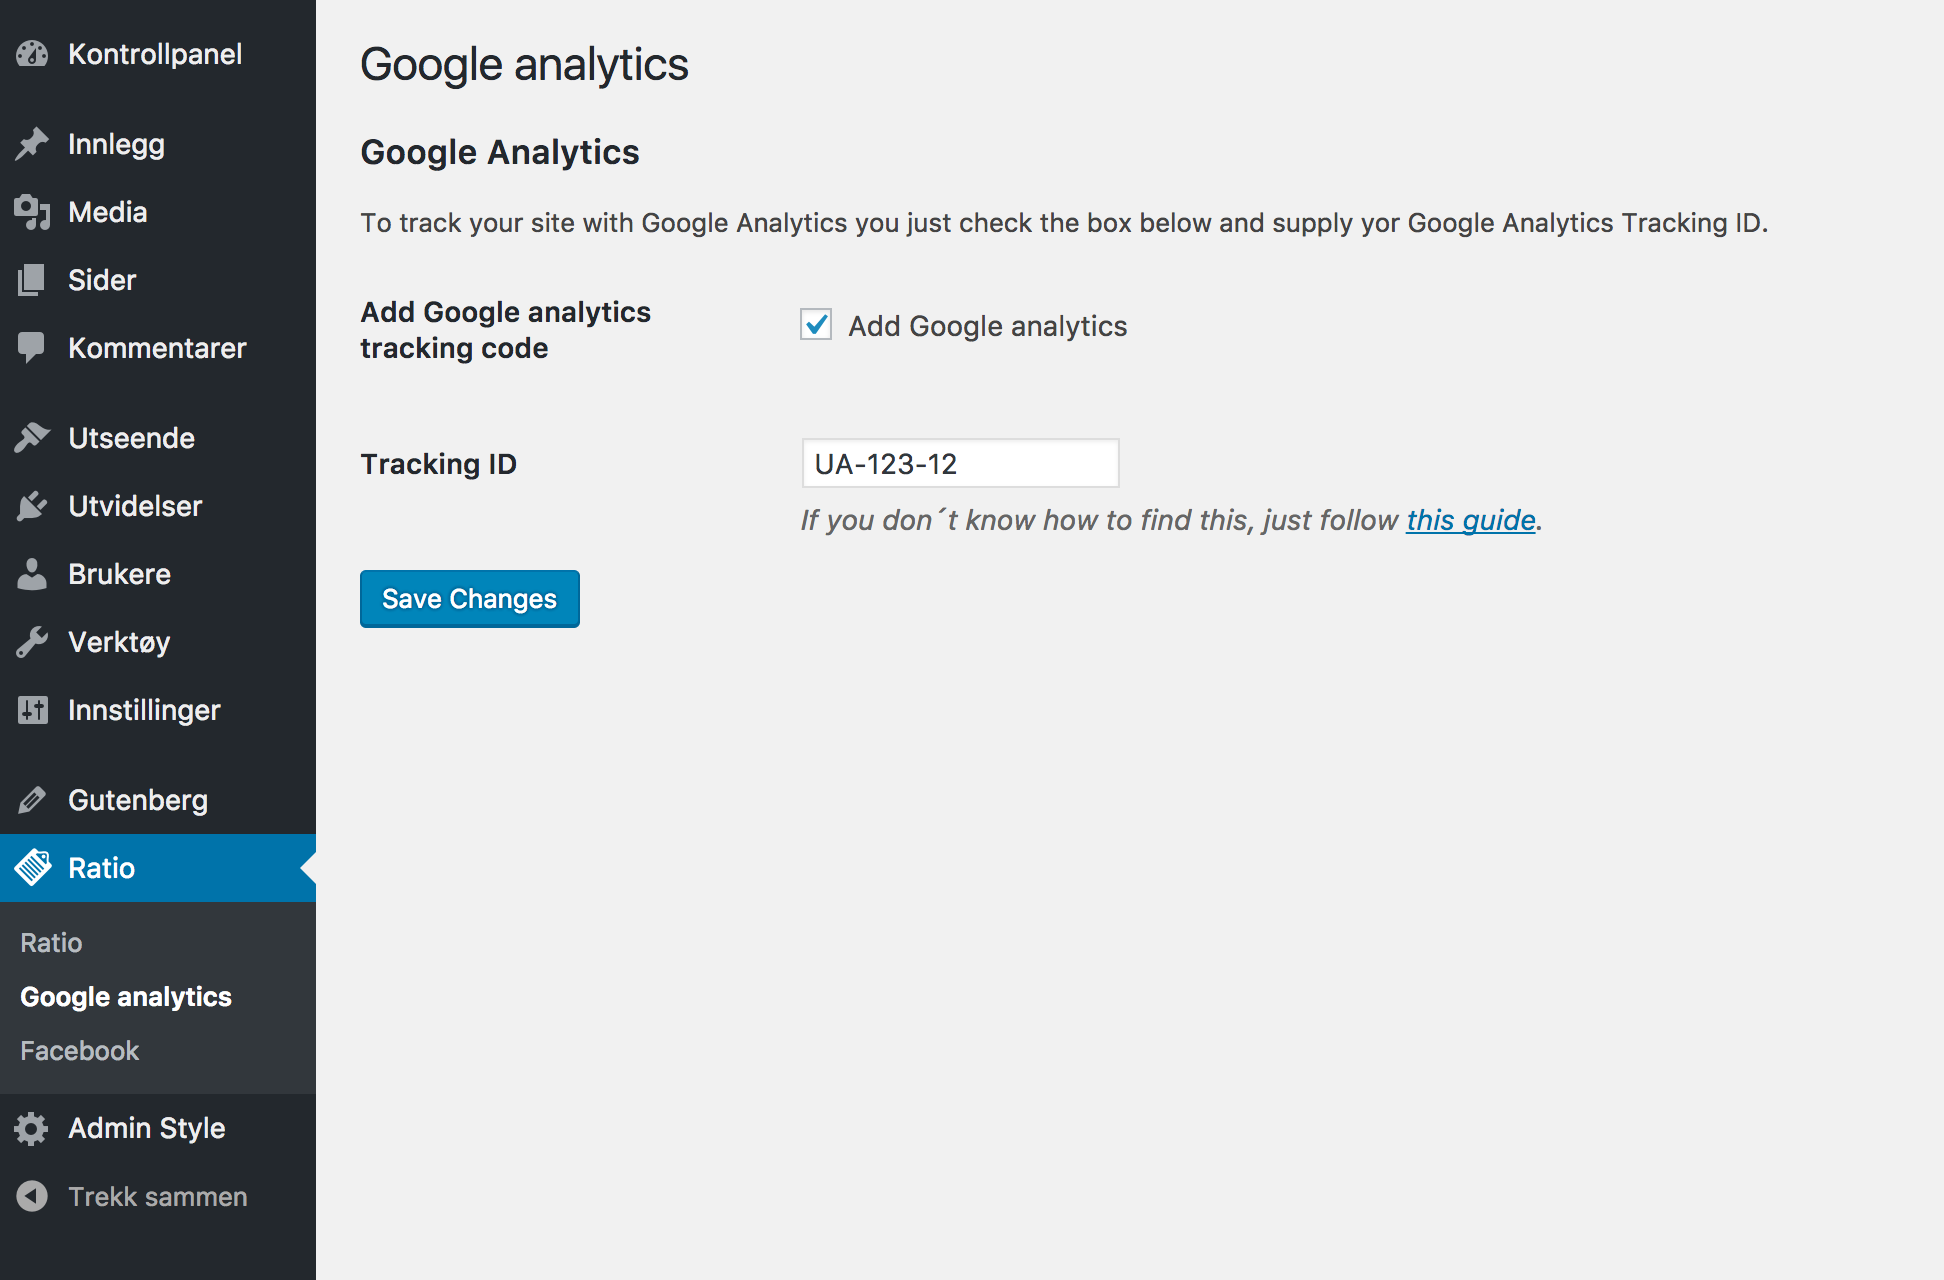 Kontrollpanel
Innlegg
Media
Sider
Kommentarer
Utseende
Utvidelser
Brukere
Verktøy
Innstillinger
Gutenberg
Ratio
Ratio
Google analytics
Facebook
Admin Style
Trekk sammen
Google analytics
Google Analytics
To track your site with Google Analytics you just check the box below and supply yor Google Analytics Tracking ID.
Add Google analytics
tracking code
Add Google analytics
Tracking ID
UA-123-12
If you don´t know how to find this, just follow this guide.
Save Changes